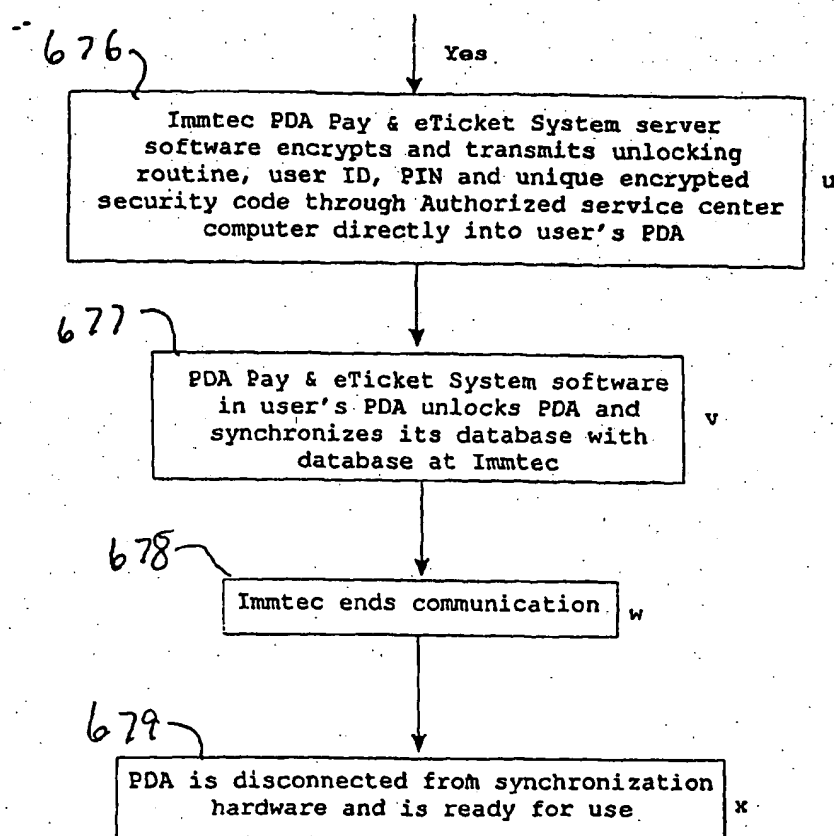 676
Yes
Immtec PDA Pay & eTicket System server
software encrypts and transmits unlocking
routine, user ID, PIN and unique encrypted
security code through Authorized service center
computer directly into user's PDA
u
677
PDA Pay & eTicket System software
in user's PDA unlocks PDA and
synchronizes its database with
database at Immtec
v
678
Immtec ends communication
w
679
PDA is disconnected from synchronization
hardware and is ready for use
x